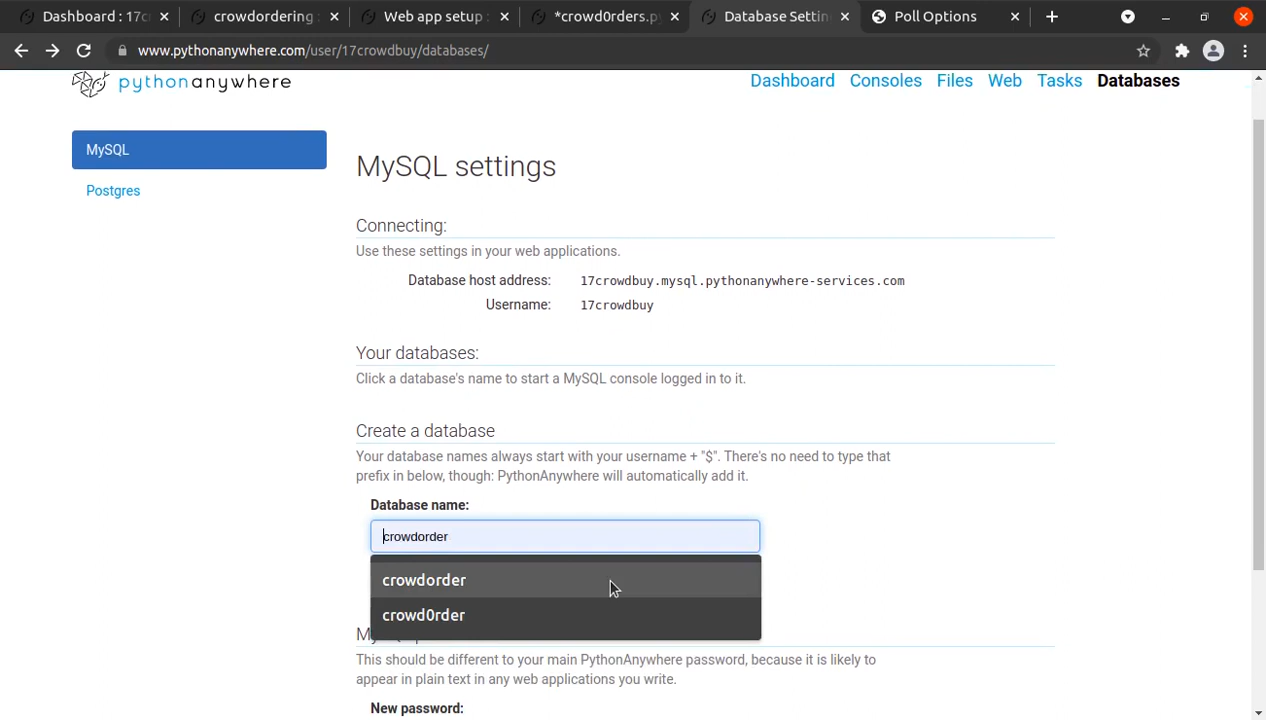 Dashboard : 17c
crowdordering :
Web app setup :
*crowd0rders.p
Database Settin
Poll Options
www.pythonanywhere.com/user/17crowdbuy/databases/
pythonanywhere
Dashboard Consoles Files Web Tasks Databases
MySQL
Postgres
MySQL settings
Connecting:
Use these settings in your web applications.
Database host address: 17crowdbuy.mysql.pythonanywhere-services.com
Username: 17crowdbuy
Your databases:
Click a database's name to start a MySQL console logged in to it.
Create a database
Your database names always start with your username + "$". There's no need to type that
prefix in below, though: PythonAnywhere will automatically add it.
Database name:
crowdorder
crowdorder
crowd0rder
This should be different to your main PythonAnywhere password, because it is likely to
appear in plain text in any web applications you write.
New password: